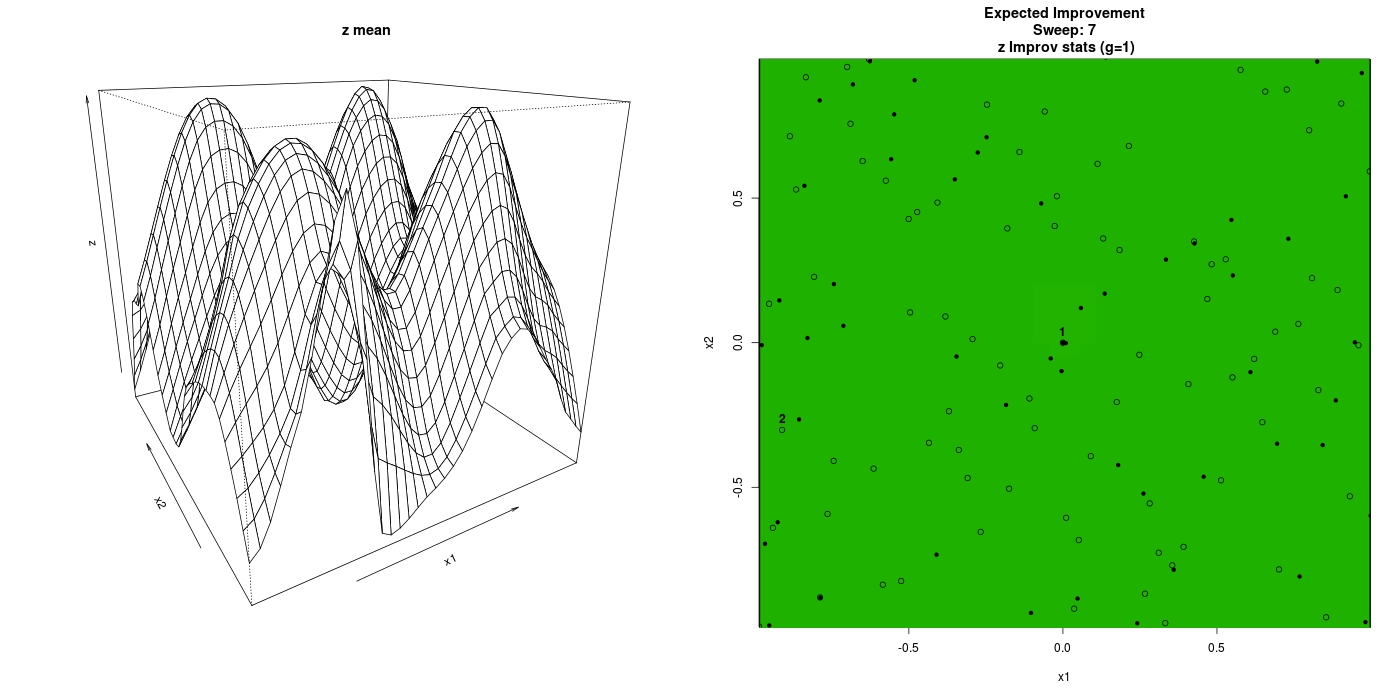 z mean
z
x2
x1
Expected Improvement
Sweep: 7
z Improv stats (g=1)
x2
0.5
0.0
-0.5
1
2
-0.5
0.0
0.5
x1